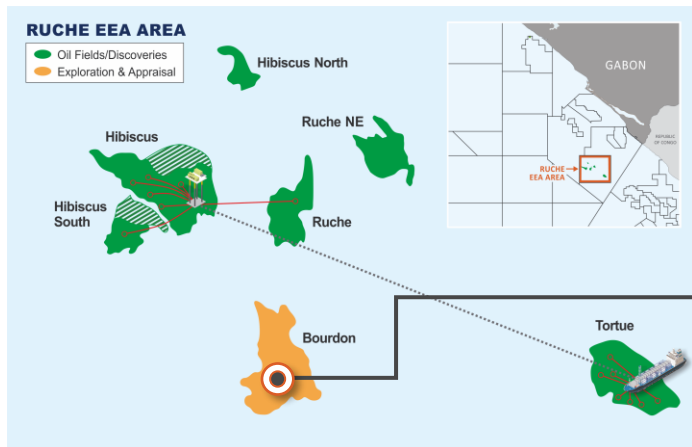 RUCHE EEA AREA
Oil Fields/Discoveries
Exploration & Appraisal
Hibiscus North
GABON
REPUBLIC
OF CONGO
RUCHE
EEA AREA
Ruche NE
Hibiscus
Hibiscus
South
Ruche
Bourdon
Tortue